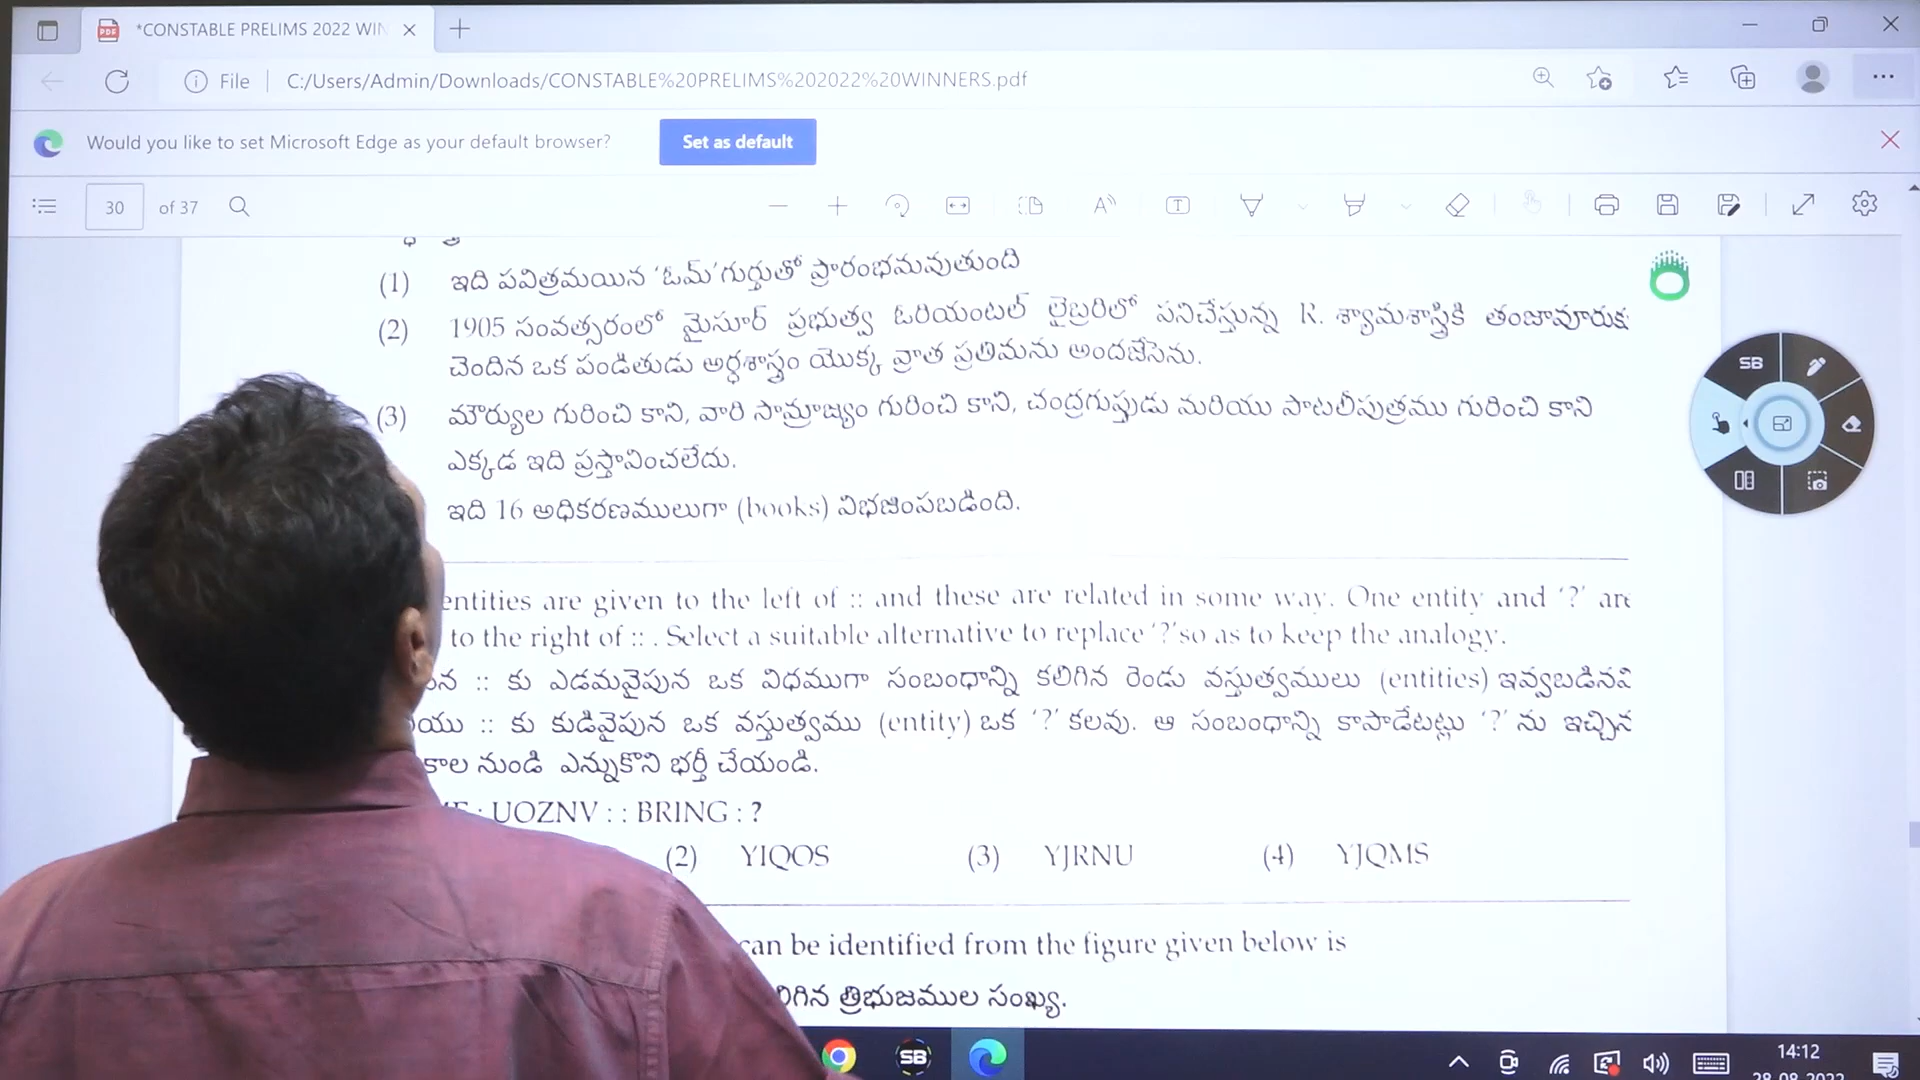 *CONSTABLE PRELIMS 2022 WIN
File C:/Users/Admin/Downloads/CONSTABLE%20PRELIMS%202022%20WINNERS.pdf
Would you like to set Microsoft Edge as your default browser? Set as default
30 of 37
(1) ఇది పవిత్రమయిన ‘ఓమ్’గుర్తుతో ప్రారంభమవుతుంది
(2) 1905 సంవత్సరంలో మైసూర్ ప్రభుత్వ ఓరియంటల్ లైబ్రరిలో పనిచేస్తున్న R. శ్యామశాస్త్రికి
చెందిన ఒక పండితుడు అర్థశాస్త్రం యొక్క వ్రాత ప్రతిమను అందజేసెను.
(3) మౌర్యుల గురించి కాని, వారి సామ్రాజ్యం గురించి కాని, చంద్రగుప్తుడు మరియు పాటలీపుత్రము గురించి కాని
ఎక్కడ ఇది ప్రస్తావించలేదు.
ఇది 16 అధికరణములుగా (books) విభజింపబడింది.
SB
entities are given to the left of :: and these are related in some way. One entity and ‘?’ are
to the right of :: . Select a suitable alternative to replace ‘?’so as to keep the analogy.
:: కు ఎడమవైపున ఒక విధముగా సంబంధాన్ని కలిగిన రెండు వస్తుత్వములు (entities) ఇవ్వబడినవి
:: కు కుడివైపున ఒక వస్తుత్వము (entity) ఒక ‘?’ కలవు. ఆ సంబంధాన్ని కాపాడేటట్లు ‘?’ ను ఇచ్చిన
నుండి ఎన్నుకొని భర్తీ చేయండి.
: UOZNV : : BRING : ?
(2) YIQOS (3) YJRNU (4) YJQMS
can be identified from the figure given below is
త్రిభుజముల సంఖ్య.
SB 14:12
28-08-2022